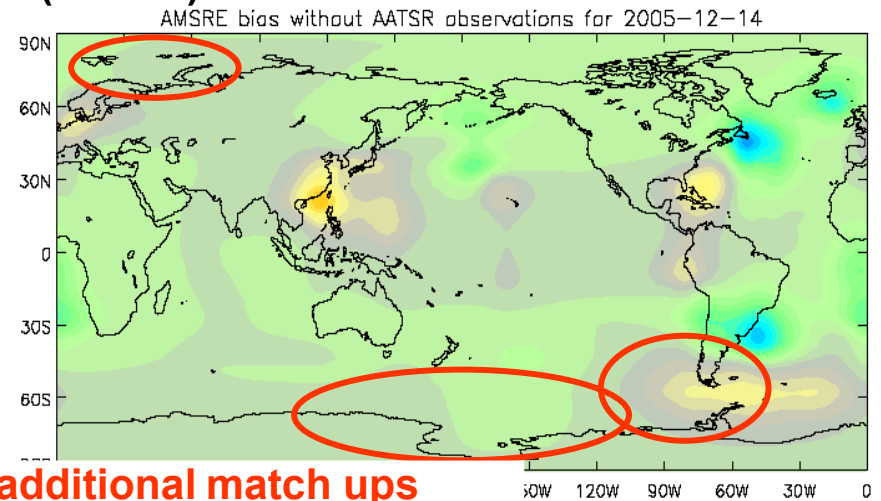 AMSRE bias without AATSR observations for 2005-12-14
90N
60N
30N
0
30S
60S
additional match ups
120W
90W
60W
30W
0